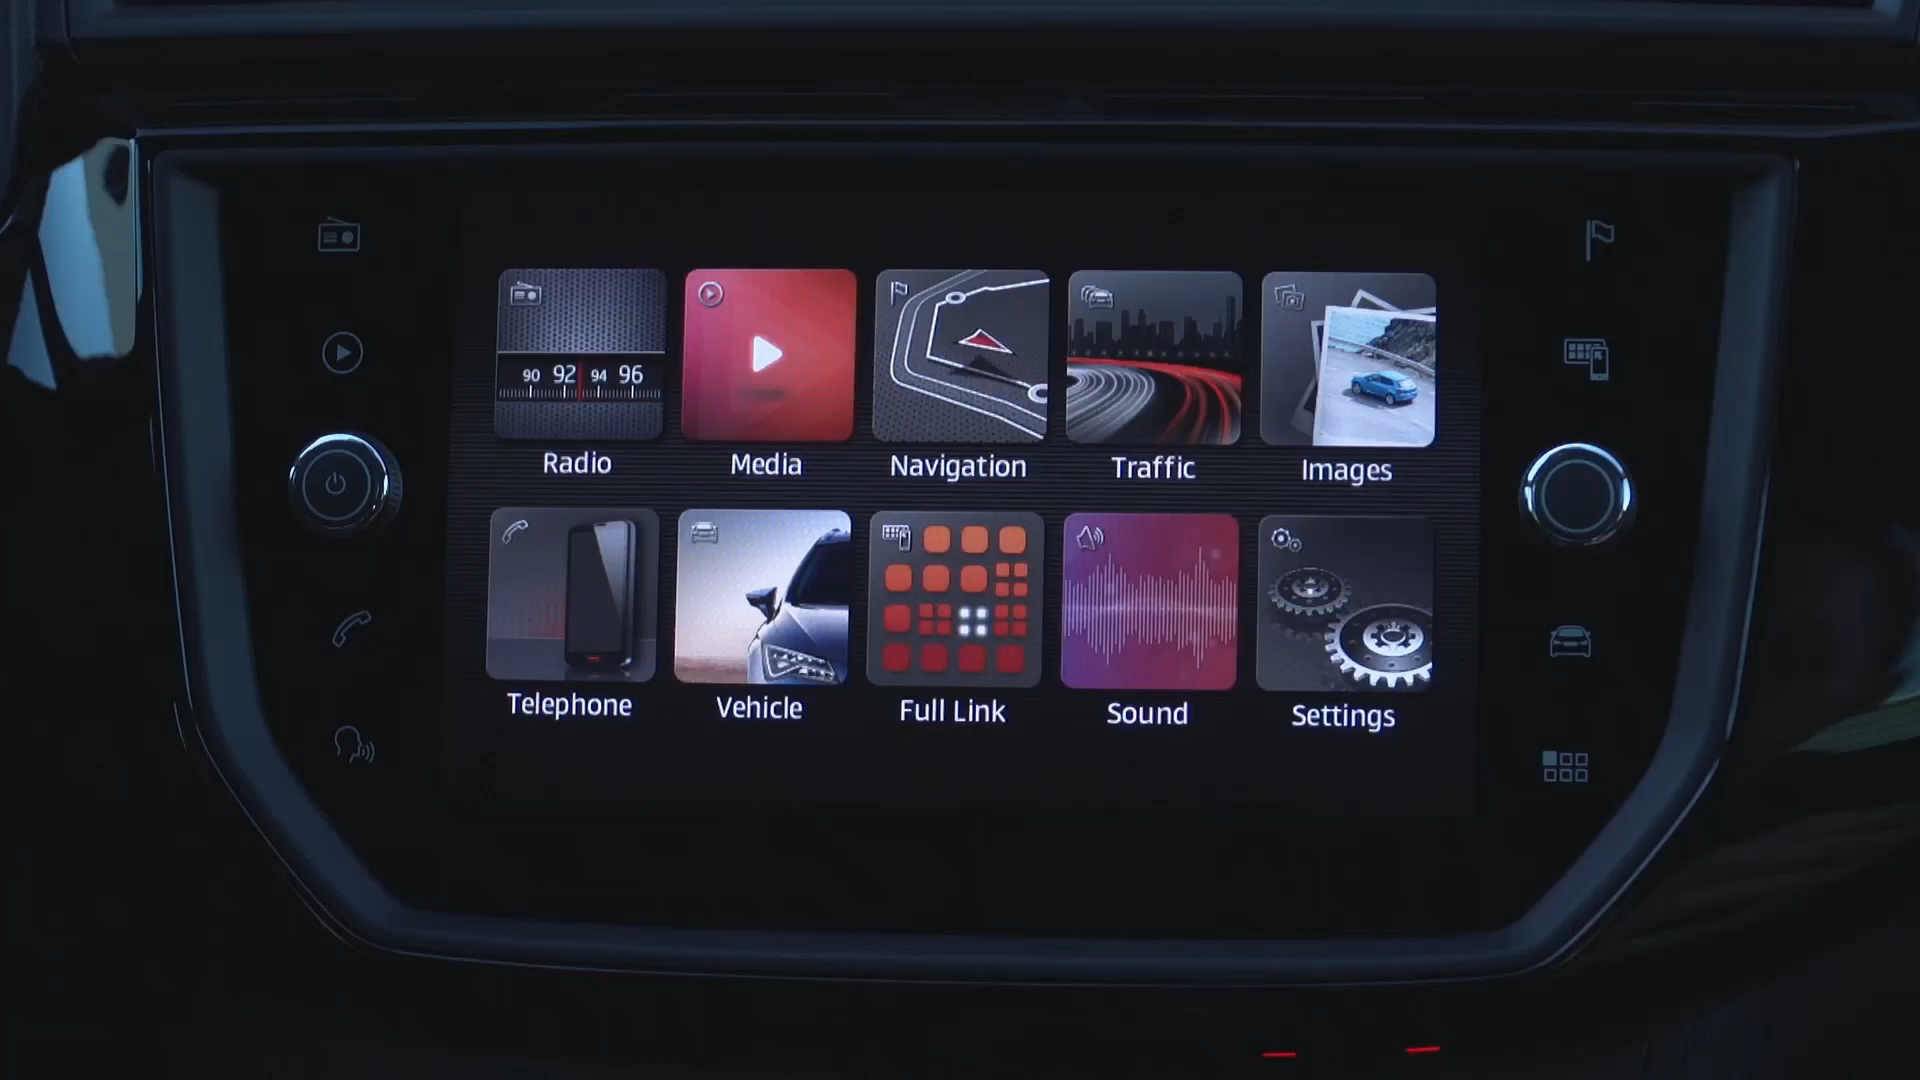 90 92 94 96
Radio Media Navigation Traffic Images
Telephone Vehicle Full Link Sound Settings